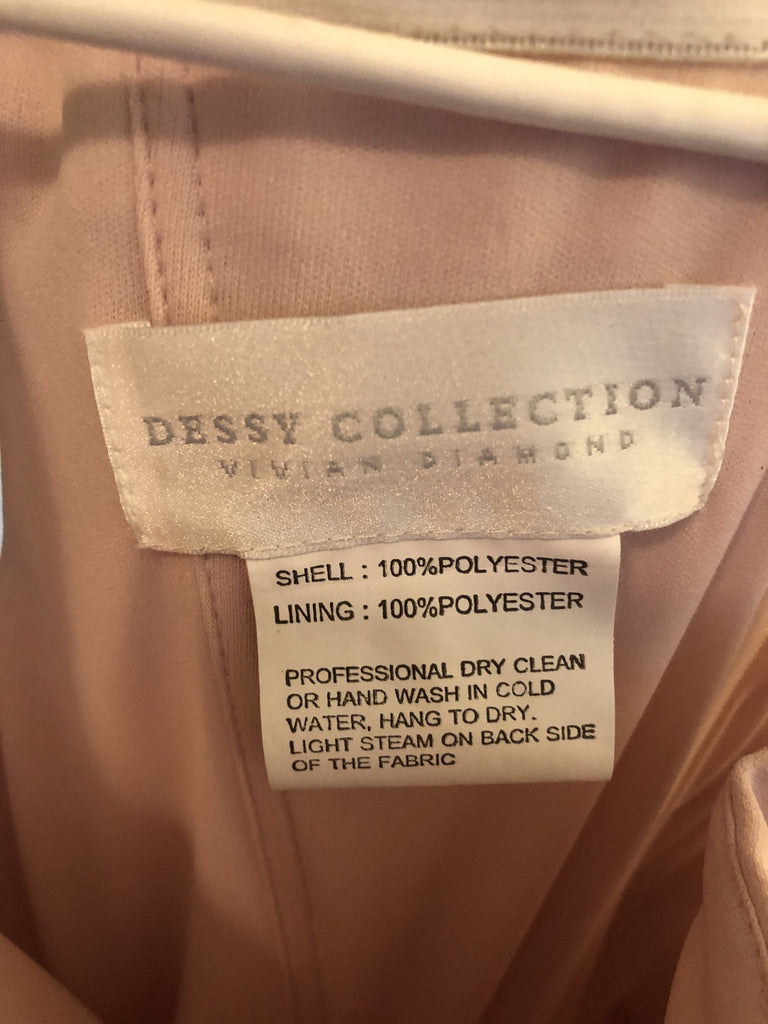 DESSY COLLECTION
VIVIAN DIAMOND
SHELL : 100%POLYESTER
LINING : 100%POLYESTER
PROFESSIONAL DRY CLEAN
OR HAND WASH IN COLD
WATER, HANG TO DRY.
LIGHT STEAM ON BACK SIDE
OF THE FABRIC